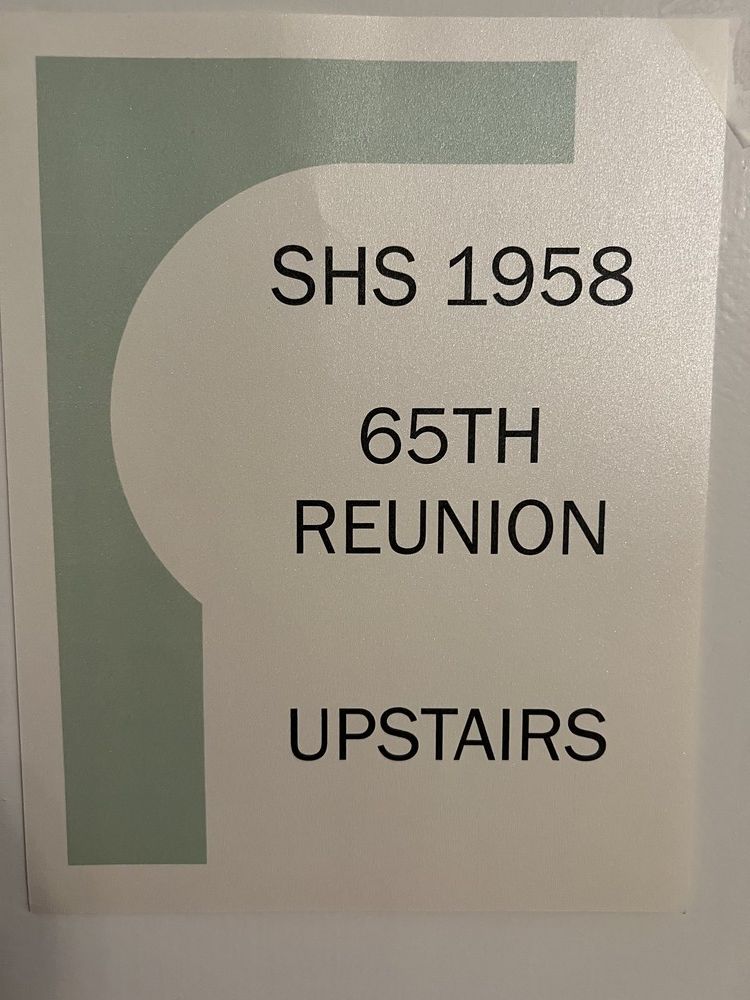 SHS 1958
65TH
REUNION
UPSTAIRS